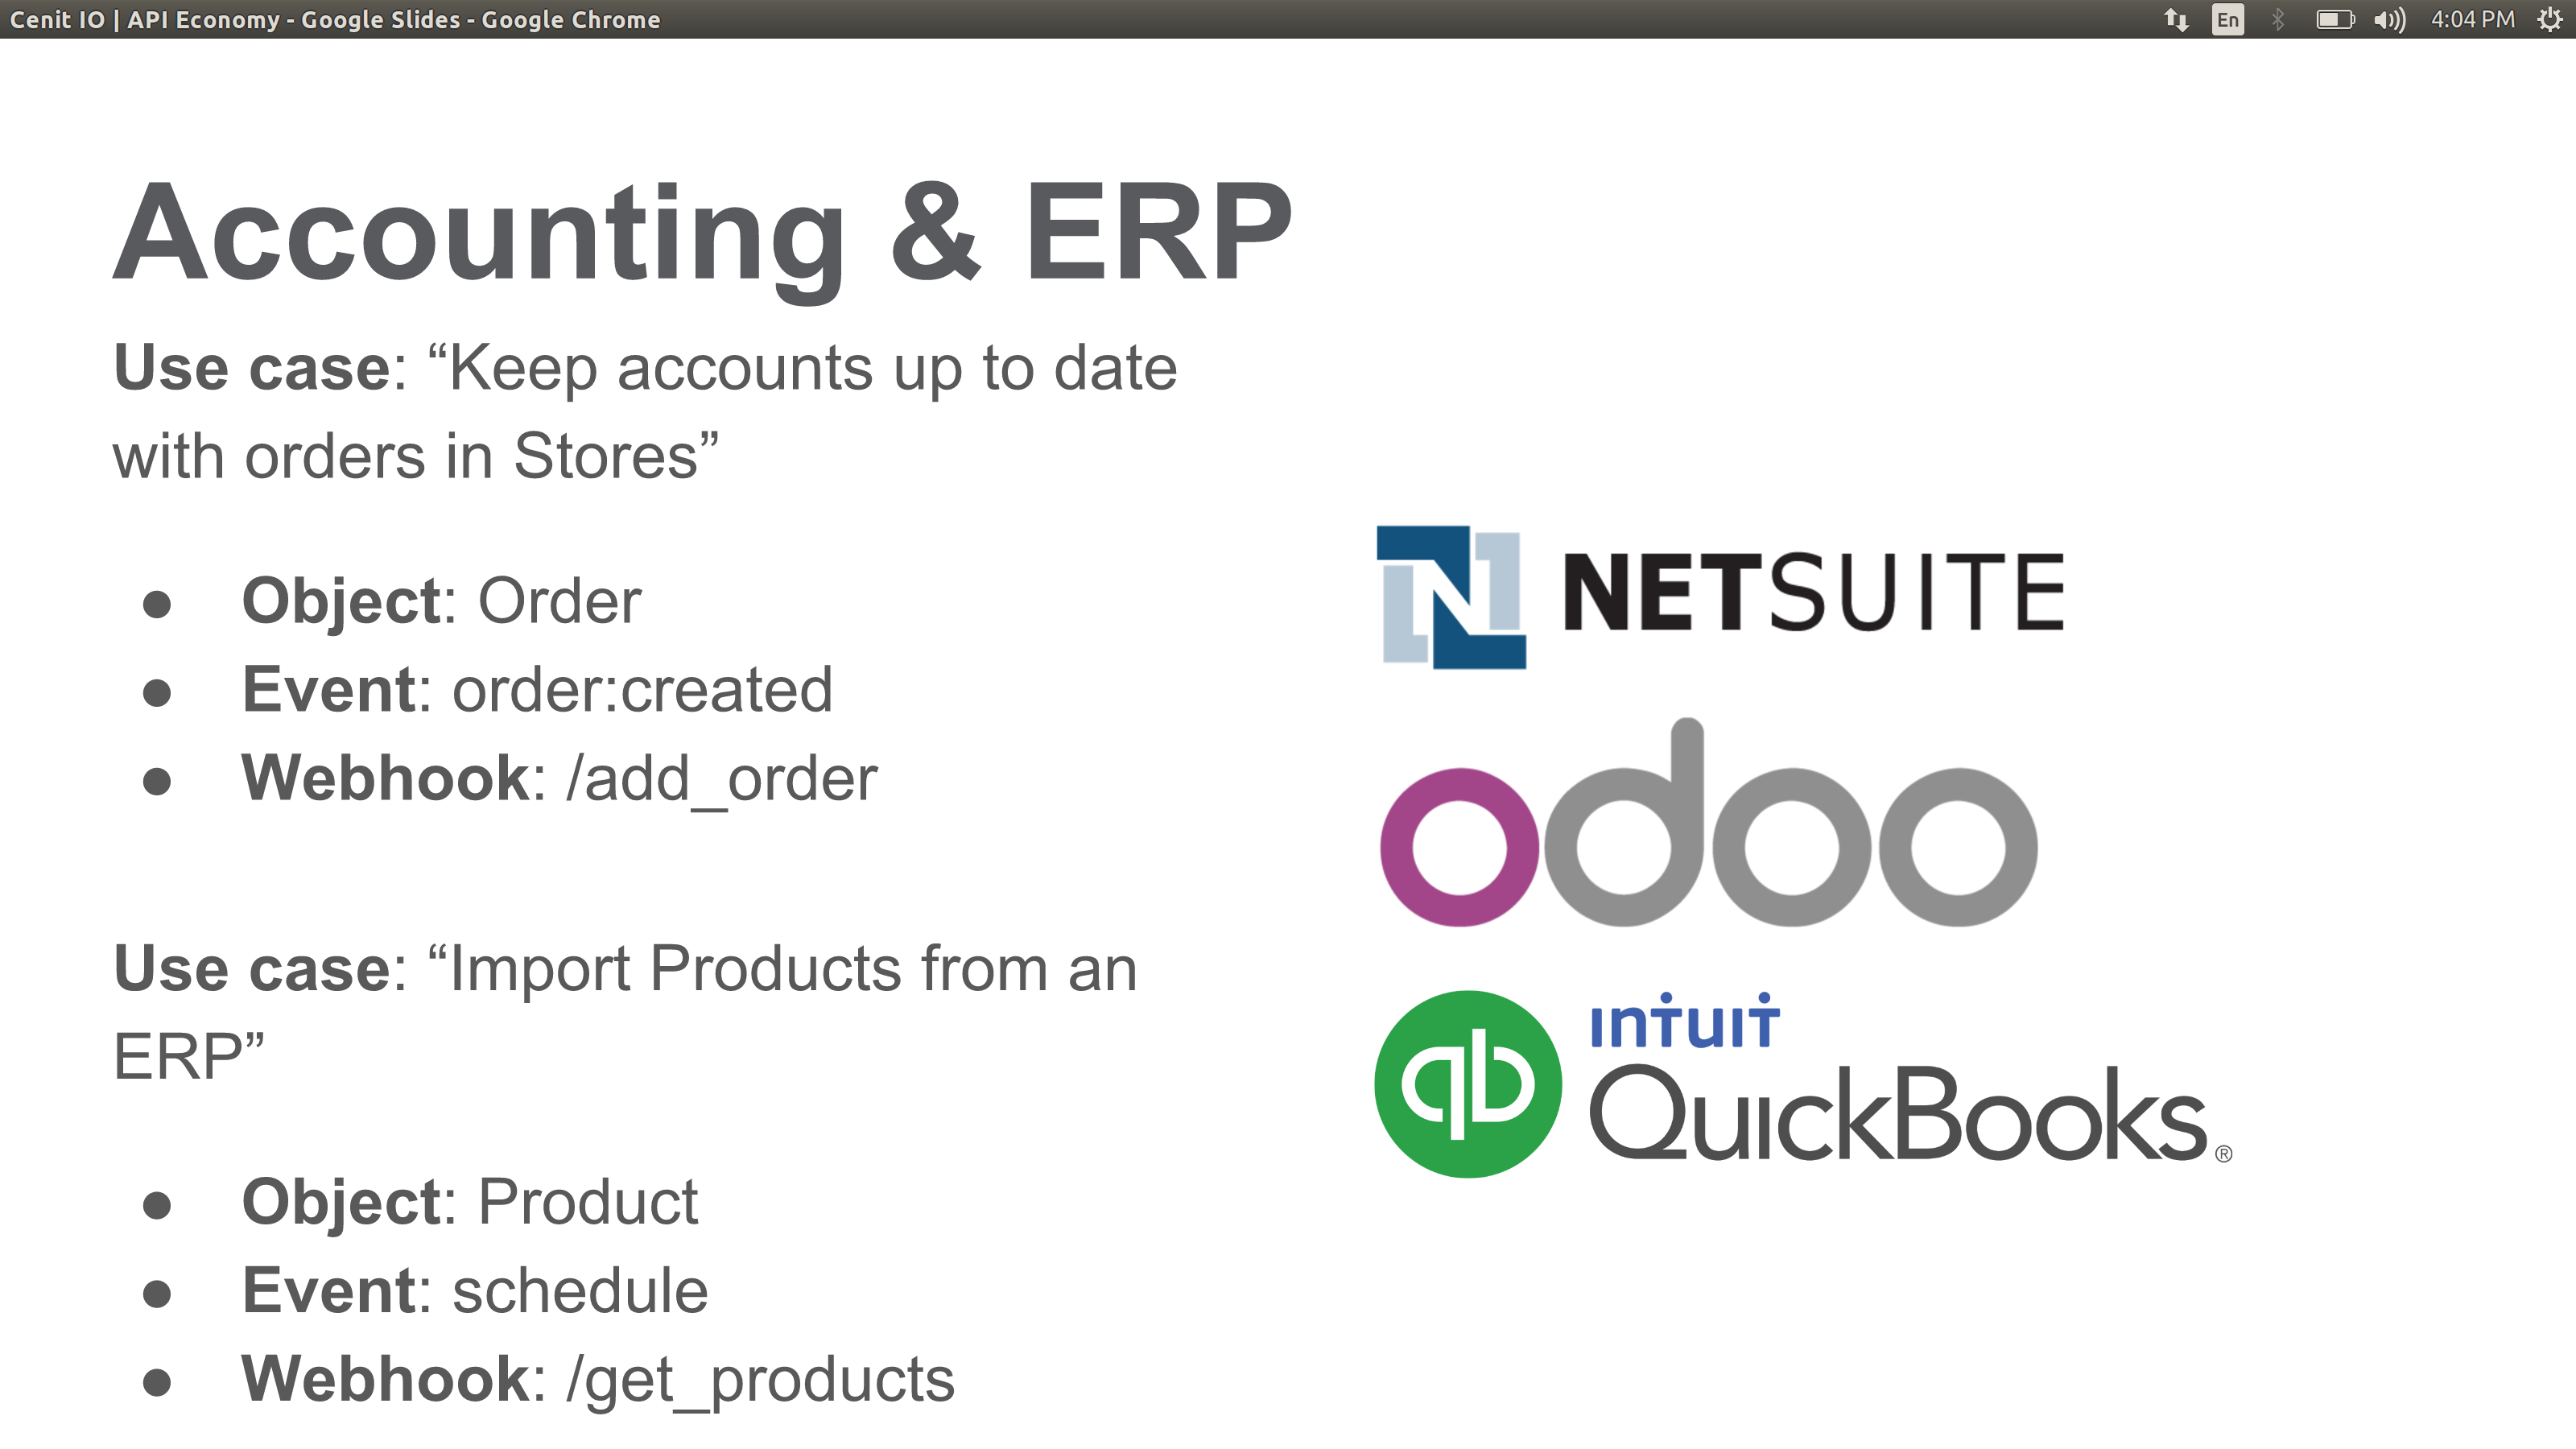 Cenit IO | API Economy - Google Slides - Google Chrome
En
4:04 PM
Accounting & ERP
Use case: “Keep accounts up to date
with orders in Stores”
● Object: Order
● Event: order:created
● Webhook: /add_order
Use case: “Import Products from an
ERP”
● Object: Product
● Event: schedule
● Webhook: /get_products
N NETSUITE
odoo
qb intuit
QuickBooks®